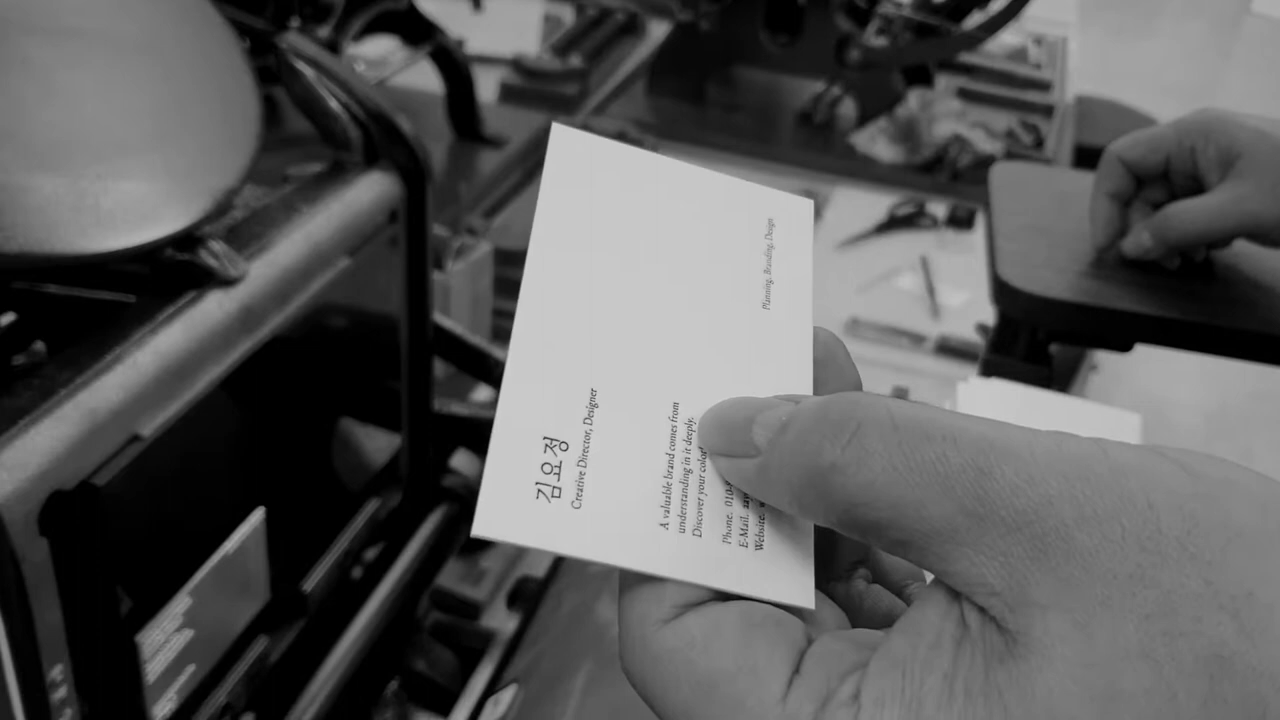 김요정
Creative Director, Designer
A valuable brand comes from
understanding in it deeply.
Discover your color
Phone. 010-
E-Mail.
Website.
Planning, Branding, Design